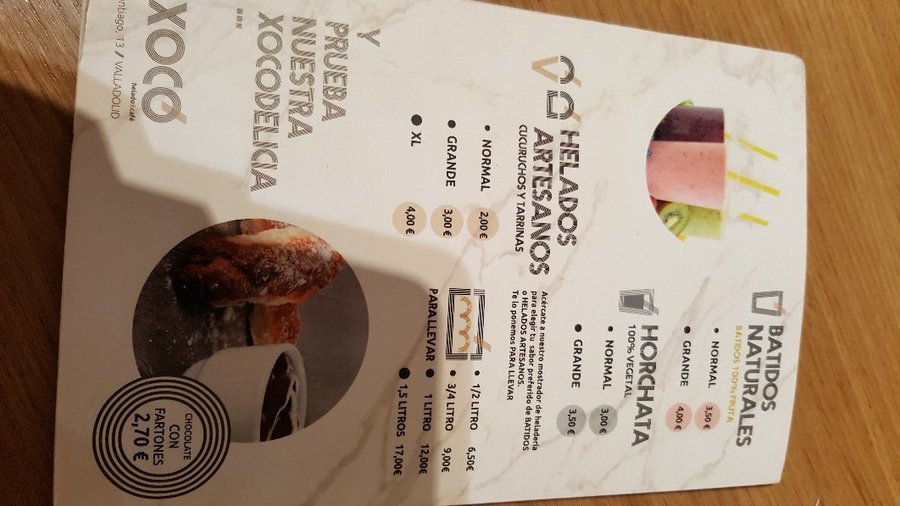 BATIDOS
NATURALES
BATIDOS 100% FRUTA
• NORMAL 3,50 €
• GRANDE 4,00 €
HORCHATA
100% VEGETAL
• NORMAL 3,00 €
• GRANDE 3,50 €
HELADOS
ARTESANOS
CUCURUCHOS Y TARRINAS
• NORMAL 2,00 €
• GRANDE 3,00 €
• XL 4,00 €
Acércate a nuestro mostrador de heladería
para elegir tu sabor preferido de BATIDOS
o HELADOS ARTESANOS.
Te lo ponemos PARA LLEVAR
PARA LLEVAR
• 1/2 LITRO 6,50€
• 3/4 LITRO 9,00€
• 1 LITRO 12,00€
• 1,5 LITROS 17,00€
Y
PRUEBA
NUESTRA
XOCODELICIA
CHOCOLATE
CON
FARTONES
2,70 €
helado&café
XOCO
ntiago, 13 // VALLADOLID